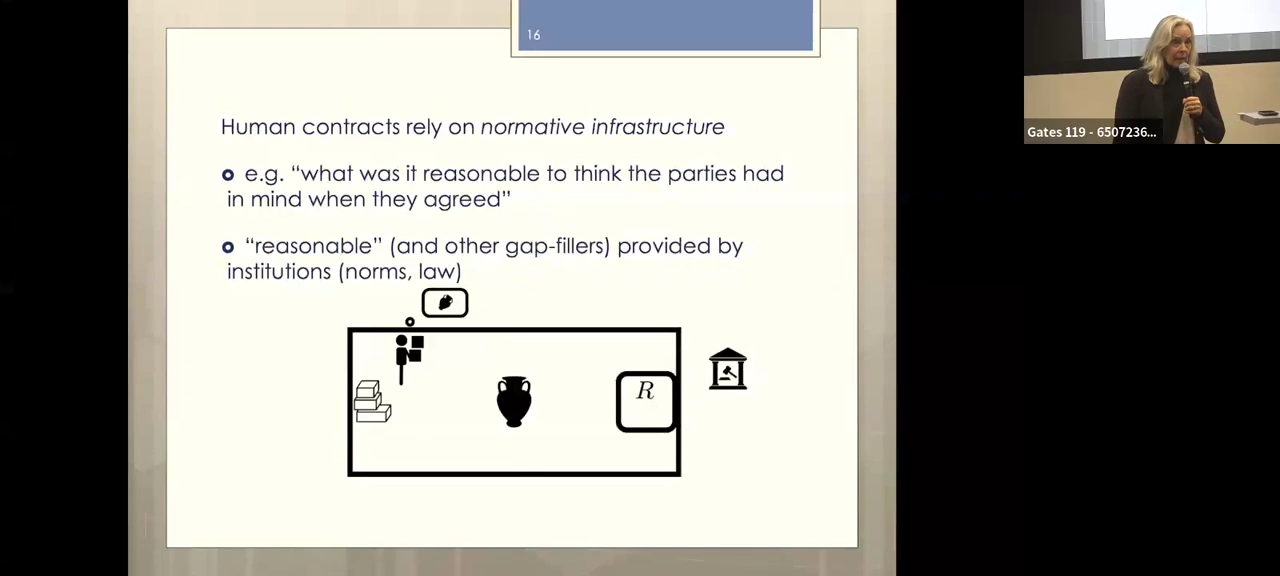 16
Human contracts rely on normative infrastructure
e.g. “what was it reasonable to think the parties had
in mind when they agreed”
“reasonable” (and other gap-fillers) provided by
institutions (norms, law)
R
Gates 119 - 6507236...